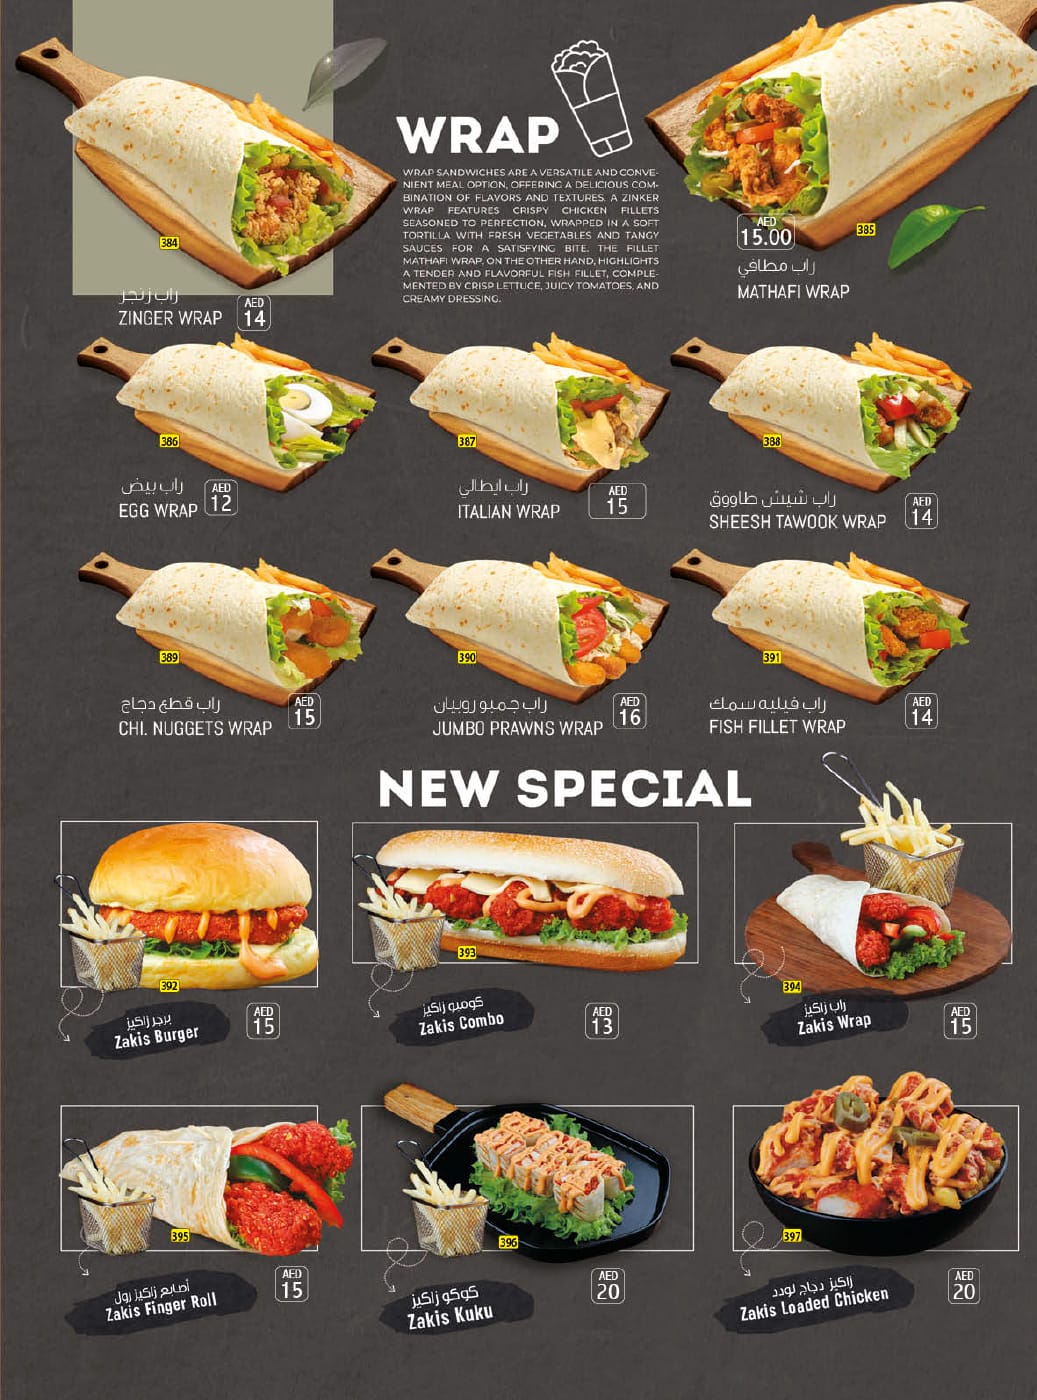 WRAP
WRAP SANDWICHES ARE A VERSATILE AND CONVE-
NIENT MEAL OPTION, OFFERING A DELICIOUS COM-
BINATION OF FLAVORS AND TEXTURES. A ZINKER
WRAP FEATURES CRISPY CHICKEN FILLETS
SEASONED TO PERFECTION, WRAPPED IN A SOFT
TORTILLA WITH FRESH VEGETABLES AND TANGY
SAUCES FOR A SATISFYING BITE. THE FILLET
MATHAFI WRAP, ON THE OTHER HAND, HIGHLIGHTS
A TENDER AND FLAVORFUL FISH FILLET, COMPLE-
MENTED BY CRISP LETTUCE, JUICY TOMATOES, AND
CREAMY DRESSING.
384
راب زنجر
ZINGER WRAP
AED
14
385
AED
15.00
راب مطافي
MATHAFI WRAP
386
راب بيض
EGG WRAP
AED
12
387
راب ايطالي
ITALIAN WRAP
AED
15
388
راب شيش طاووق
SHEESH TAWOOK WRAP
AED
14
389
راب قطع دجاج
CHI. NUGGETS WRAP
AED
15
390
راب جمبو روبيان
JUMBO PRAWNS WRAP
AED
16
391
راب فيليه سمك
FISH FILLET WRAP
AED
14
NEW SPECIAL
392
برجر زاكيز
Zakis Burger
AED
15
393
كومبو زاكيز
Zakis Combo
AED
13
394
راب زاكيز
Zakis Wrap
AED
15
395
أصابع زاكيز رول
Zakis Finger Roll
AED
15
396
كوكو زاكيز
Zakis Kuku
AED
20
397
زاكيز دجاج لودد
Zakis Loaded Chicken
AED
20